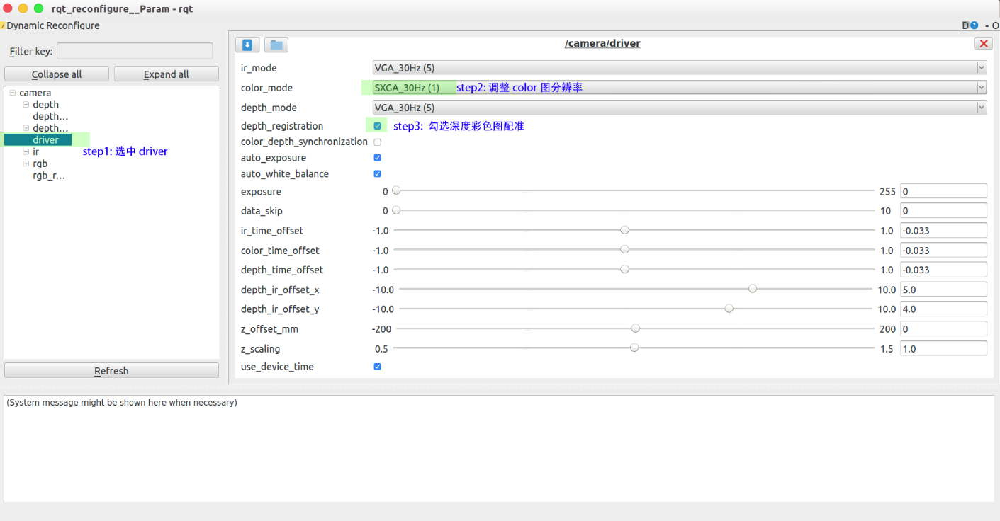 rqt_reconfigure__Param - rqt
Dynamic Reconfigure
D? - O
Filter key:
Collapse all Expand all
camera
depth
depth...
depth...
driver
ir step1: 选中 driver
rgb
rgb_r...
Refresh
/camera/driver
ir_mode VGA_30Hz (5)
color_mode SXGA_30Hz (1) step2: 调整 color 图分辨率
depth_mode VGA_30Hz (5)
depth_registration step3: 勾选深度彩色图配准
color_depth_synchronization
auto_exposure
auto_white_balance
exposure 0 255 0
data_skip 0 10 0
ir_time_offset -1.0 1.0 -0.033
color_time_offset -1.0 1.0 -0.033
depth_time_offset -1.0 1.0 -0.033
depth_ir_offset_x -10.0 10.0 5.0
depth_ir_offset_y -10.0 10.0 4.0
z_offset_mm -200 200 0
z_scaling 0.5 1.5 1.0
use_device_time
(System message might be shown here when necessary)